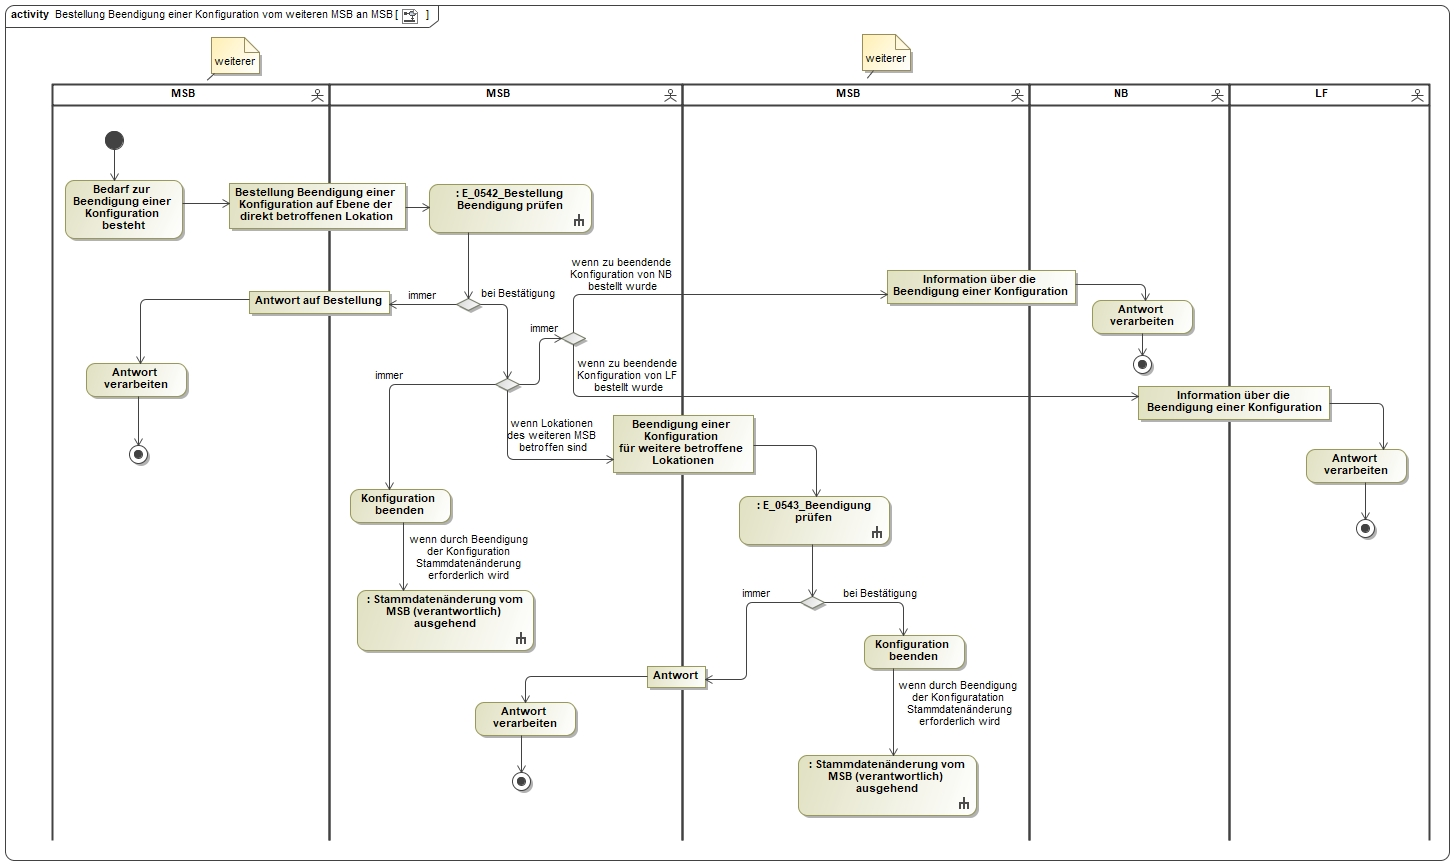 activity Bestellung Beendigung einer Konfiguration vom weiteren MSB an MSB [ ]
weiterer
weiterer
MSB
MSB
MSB
NB
LF
Bedarf zur
Beendigung einer
Konfiguration
besteht
Bestellung Beendigung einer
Konfiguration auf Ebene der
direkt betroffenen Lokation
: E_0542_Bestellung
Beendigung prüfen
wenn zu beendende
Konfiguration von NB
bestellt wurde
Information über die
Beendigung einer Konfiguration
Antwort auf Bestellung
immer
bei Bestätigung
Antwort
verarbeiten
immer
wenn zu beendende
Konfiguration von LF
bestellt wurde
Antwort
verarbeiten
immer
Information über die
Beendigung einer Konfiguration
wenn Lokationen
des weiteren MSB
betroffen sind
Beendigung einer
Konfiguration
für weitere betroffene
Lokationen
Antwort
verarbeiten
Konfiguration
beenden
: E_0543_Beendigung
prüfen
wenn durch Beendigung
der Konfiguration
Stammdatenänderung
erforderlich wird
: Stammdatenänderung vom
MSB (verantwortlich)
ausgehend
immer
bei Bestätigung
Konfiguration
beenden
Antwort
wenn durch Beendigung
der Konfiguratation
Stammdatenänderung
erforderlich wird
Antwort
verarbeiten
: Stammdatenänderung vom
MSB (verantwortlich)
ausgehend